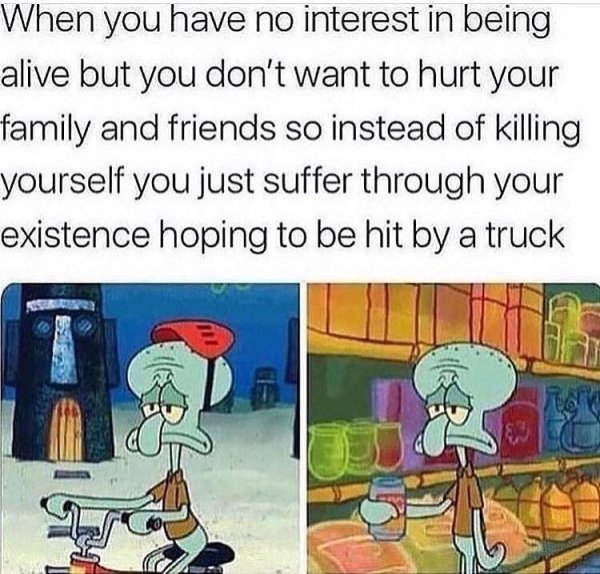 When you have no interest in being
alive but you don't want to hurt your
family and friends so instead of killing
yourself you just suffer through your
existence hoping to be hit by a truck